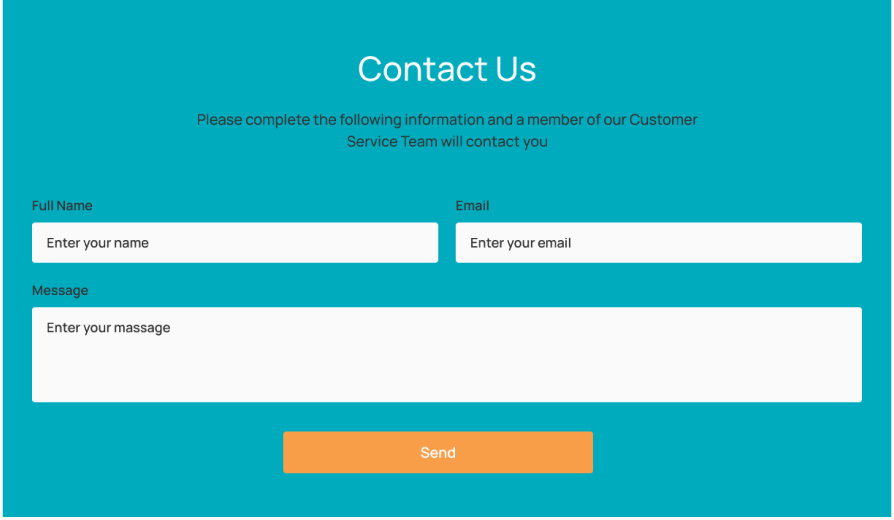 Contact Us
Please complete the following information and a member of our Customer
Service Team will contact you
Full Name
Email
Enter your name
Enter your email
Message
Enter your massage
Send